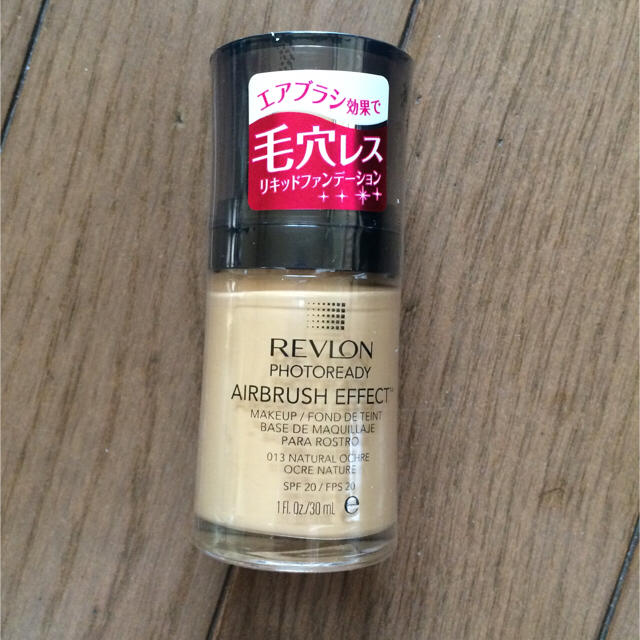 エアブラシ効果で
毛穴レス
リキッドファンデーション
REVLON
PHOTOREADY
AIRBRUSH EFFECT™
MAKEUP / FOND DE TEINT
BASE DE MAQUILLAJE
PARA ROSTRO
013 NATURAL OCHRE
OCRE NATURE
SPF 20 / FPS 20
1 Fl. Oz./30 mL ℮